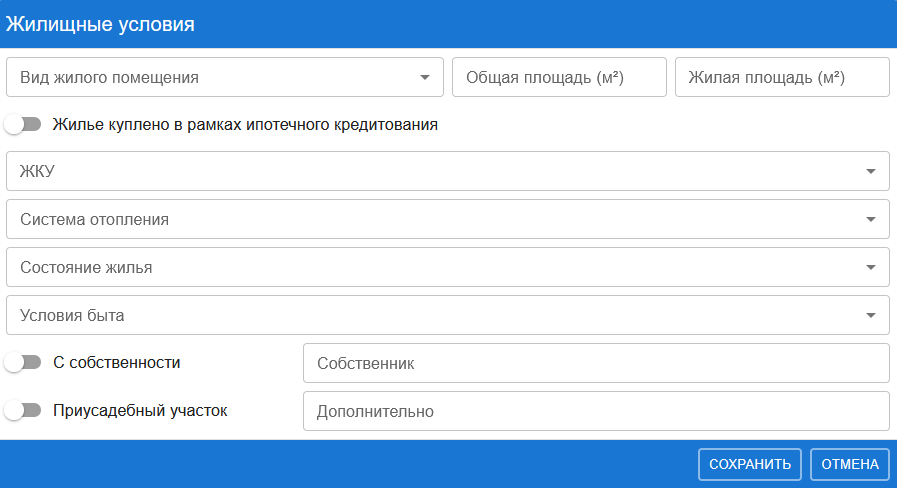 Жилищные условия
Вид жилого помещения Общая площадь (м²) Жилая площадь (м²)
Жилье куплено в рамках ипотечного кредитования
ЖКУ
Система отопления
Состояние жилья
Условия быта
С собственности Собственник
Приусадебный участок Дополнительно
СОХРАНИТЬ ОТМЕНА